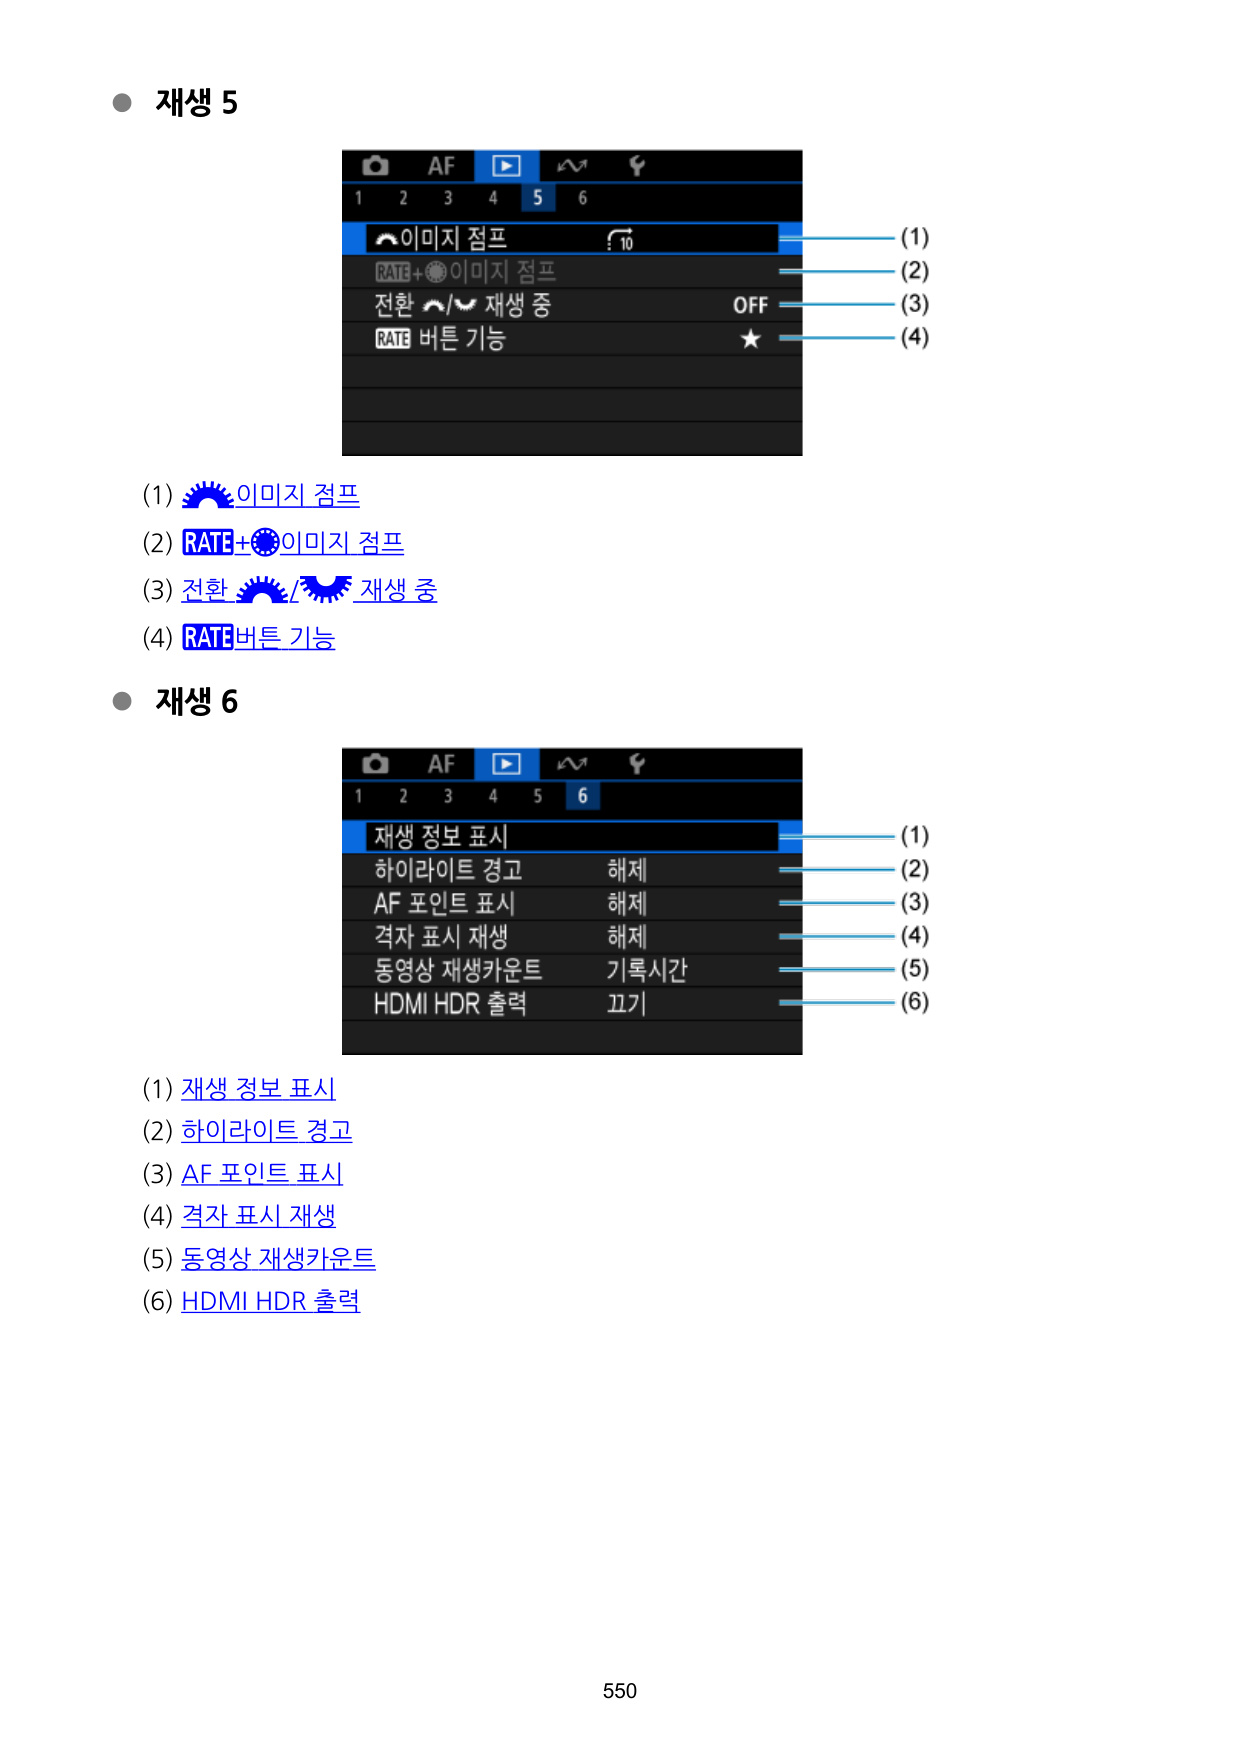 재생 5
AF
1 2 3 4 5 6
이미지 점프 10 (1)
RATE+이미지 점프 (2)
전환 / 재생 중 OFF (3)
RATE 버튼 기능 ★ (4)
(1) 이미지 점프
(2) RATE+이미지 점프
(3) 전환 / 재생 중
(4) RATE버튼 기능
재생 6
AF
1 2 3 4 5 6
재생 정보 표시 (1)
하이라이트 경고 해제 (2)
AF 포인트 표시 해제 (3)
격자 표시 재생 해제 (4)
동영상 재생카운트 기록시간 (5)
HDMI HDR 출력 끄기 (6)
(1) 재생 정보 표시
(2) 하이라이트 경고
(3) AF 포인트 표시
(4) 격자 표시 재생
(5) 동영상 재생카운트
(6) HDMI HDR 출력
550